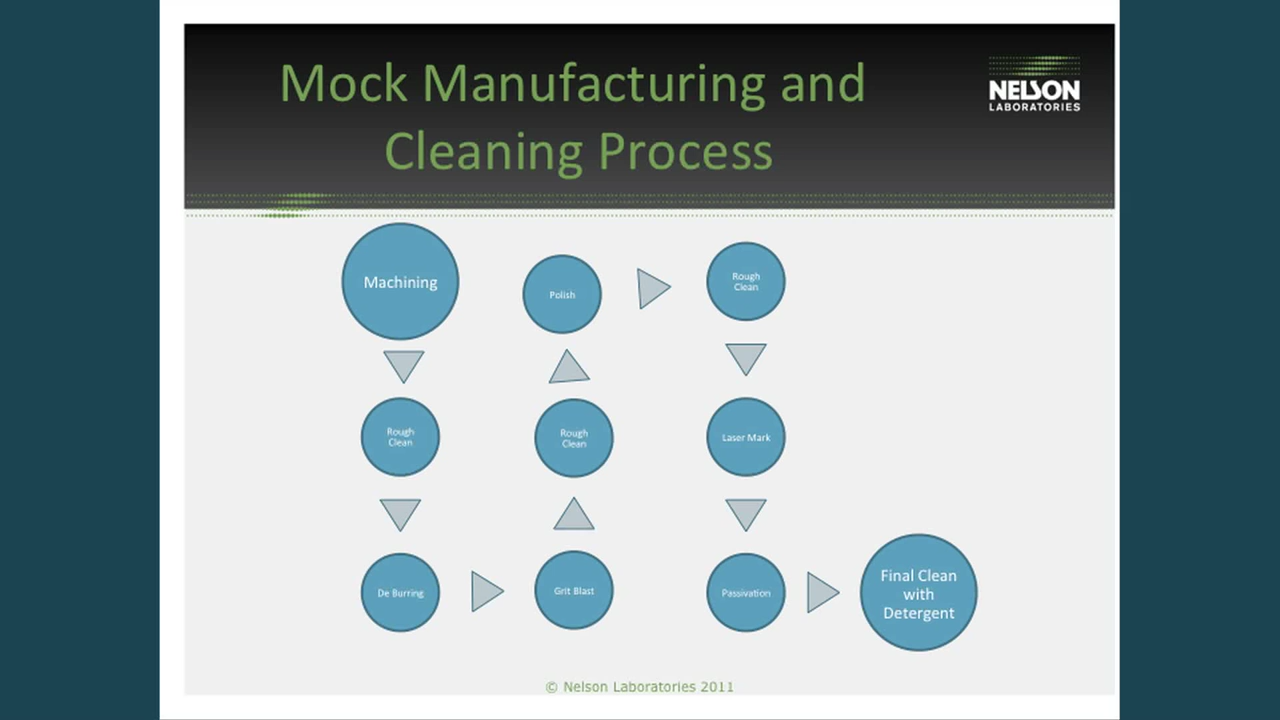 Mock Manufacturing and
Cleaning Process
NELSON
LABORATORIES
Machining
Rough
Clean
De Burring
Grit Blast
Rough
Clean
Polish
Rough
Clean
Laser Mark
Passivation
Final Clean
with
Detergent
© Nelson Laboratories 2011